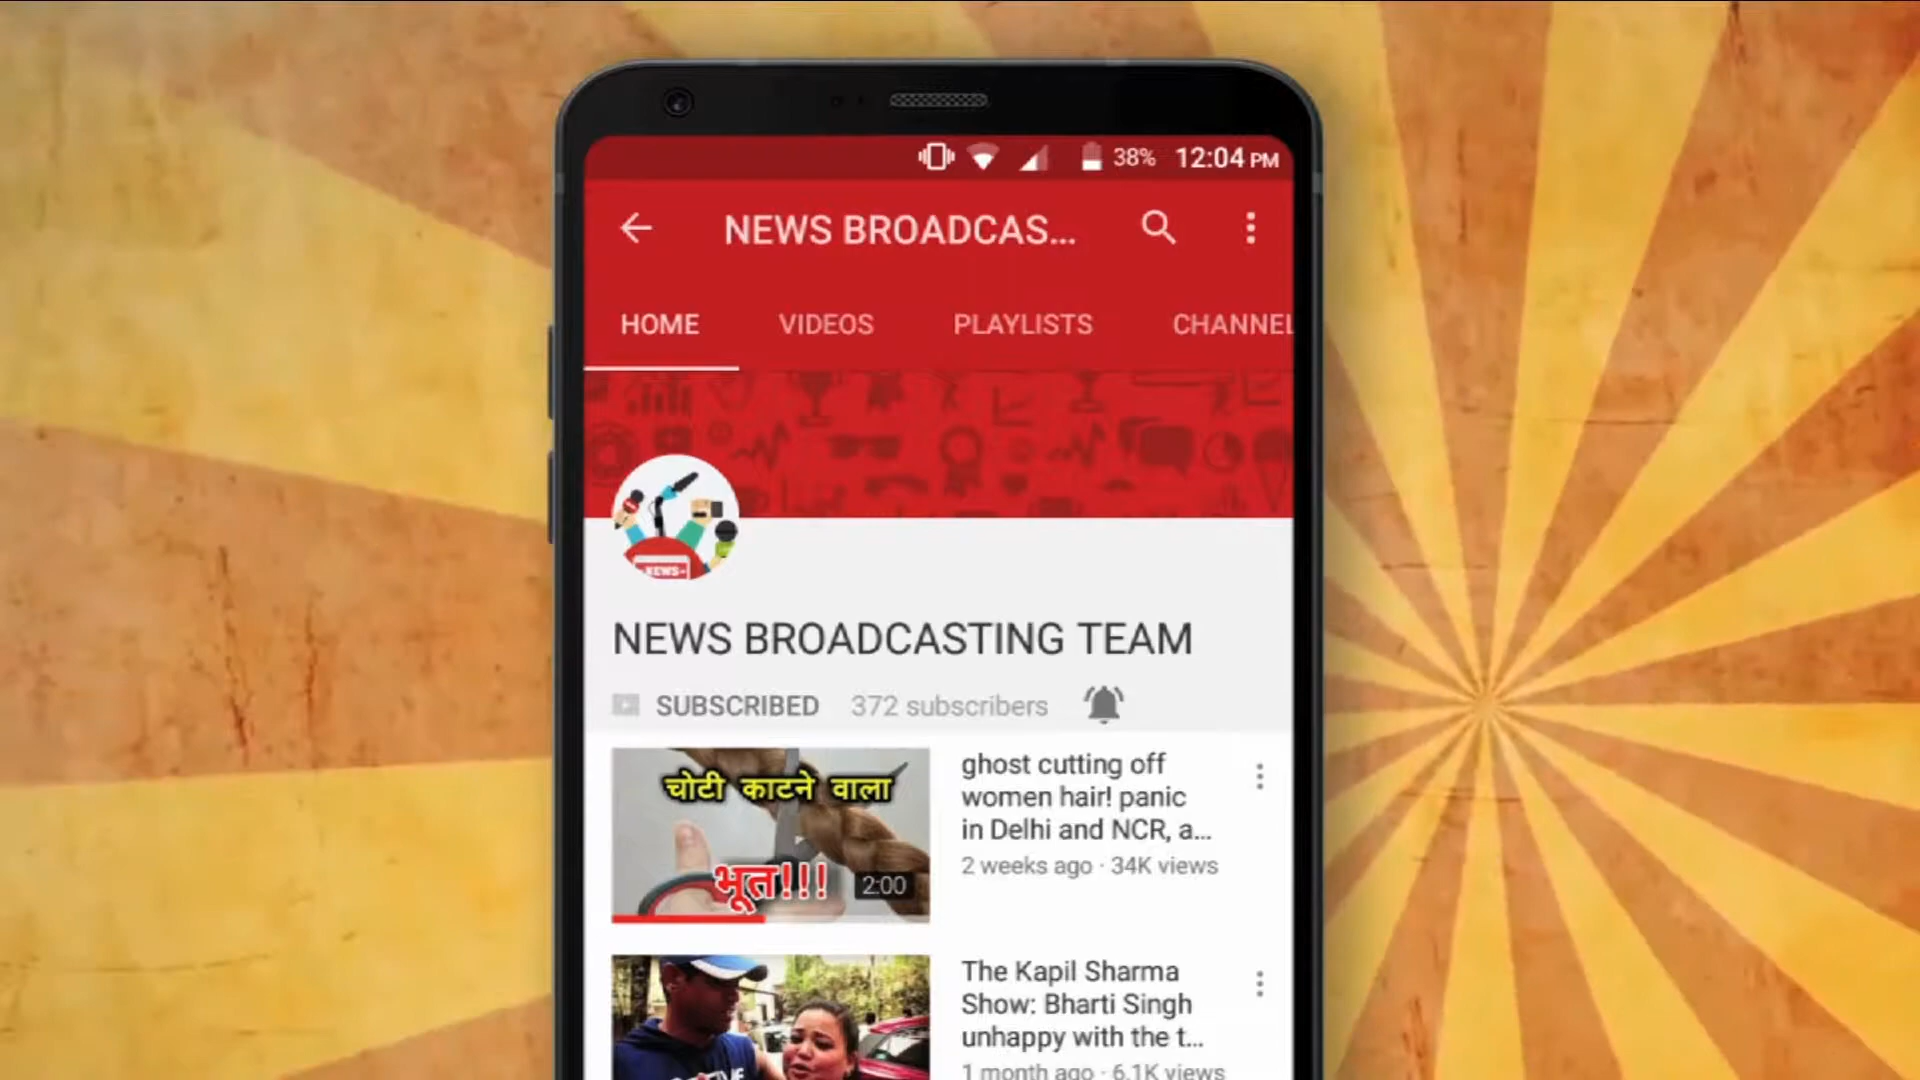 38% 12:04 PM
NEWS BROADCAS...
HOME VIDEOS PLAYLISTS CHANNEL
NEWS
NEWS BROADCASTING TEAM
SUBSCRIBED 372 subscribers
चोटी काटने वाला
भूत!!!
2:00
ghost cutting off
women hair! panic
in Delhi and NCR, a...
2 weeks ago · 34K views
The Kapil Sharma
Show: Bharti Singh
unhappy with the t...
1 month ago · 6.1K views